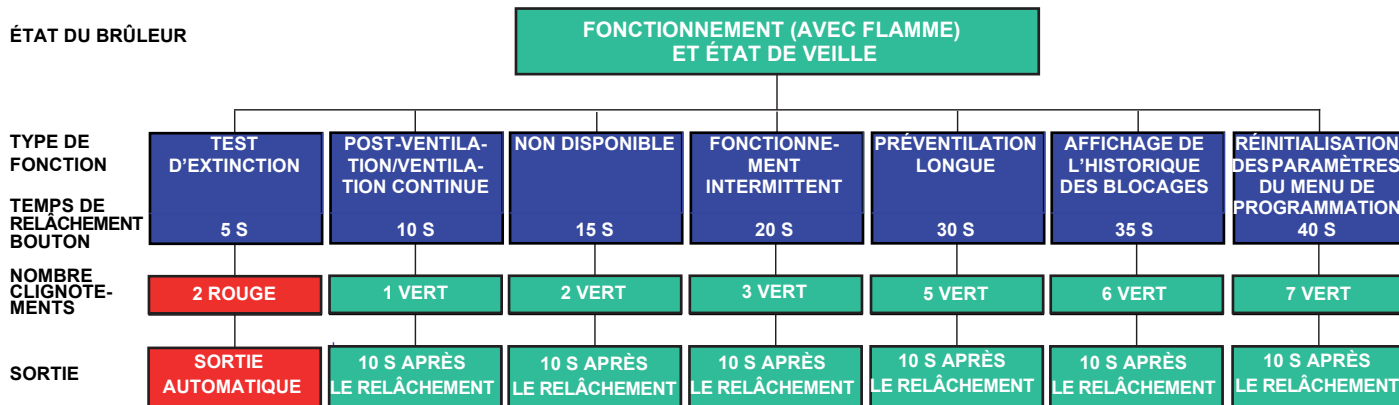 ÉTAT DU BRÛLEUR
FONCTIONNEMENT (AVEC FLAMME)
ET ÉTAT DE VEILLE
TYPE DE
FONCTION
TEST
D'EXTINCTION
POST-VENTILA-
TION/VENTILA-
TION CONTINUE
NON DISPONIBLE
FONCTIONNE-
MENT
INTERMITTENT
PRÉVENTILATION
LONGUE
AFFICHAGE DE
L'HISTORIQUE
DES BLOCAGES
RÉINITIALISATION
DES PARAMÈTRES
DU MENU DE
PROGRAMMATION
TEMPS DE
RELÂCHEMENT
BOUTON
5 S
10 S
15 S
20 S
30 S
35 S
40 S
NOMBRE
CLIGNOTE-
MENTS
2 ROUGE
1 VERT
2 VERT
3 VERT
5 VERT
6 VERT
7 VERT
SORTIE
SORTIE
AUTOMATIQUE
10 S APRÈS
LE RELÂCHEMENT
10 S APRÈS
LE RELÂCHEMENT
10 S APRÈS
LE RELÂCHEMENT
10 S APRÈS
LE RELÂCHEMENT
10 S APRÈS
LE RELÂCHEMENT
10 S APRÈS
LE RELÂCHEMENT